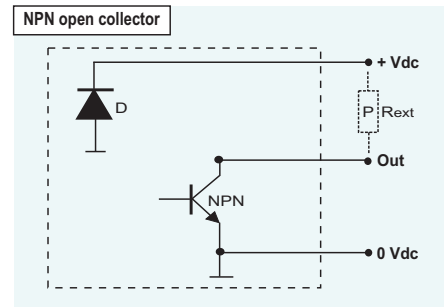 NPN open collector
+ Vdc
D
P Rext
Out
NPN
0 Vdc